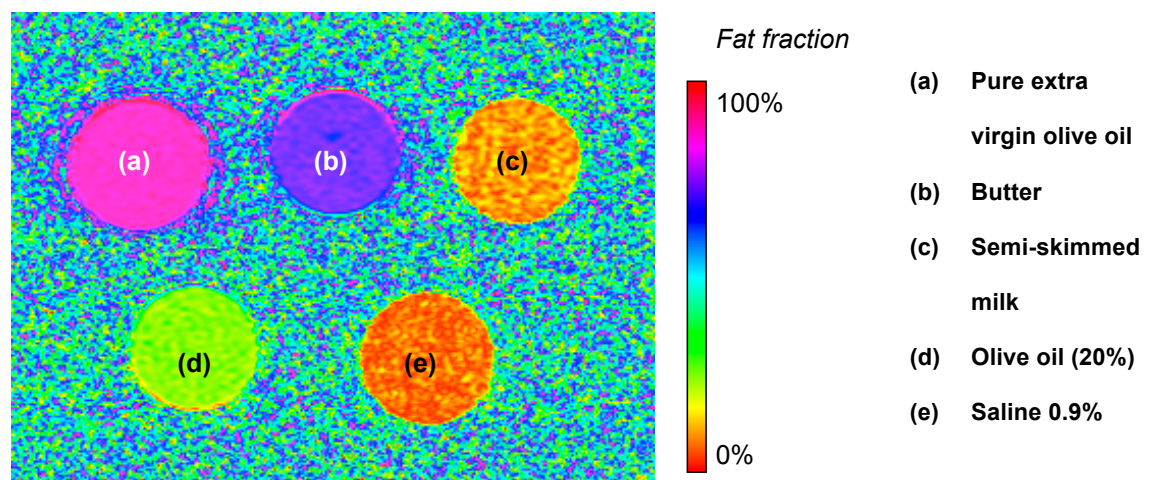 Fat fraction
100%
0%
(a)
(b)
(c)
(d)
(e)
(a) Pure extra
virgin olive oil
(b) Butter
(c) Semi-skimmed
milk
(d) Olive oil (20%)
(e) Saline 0.9%